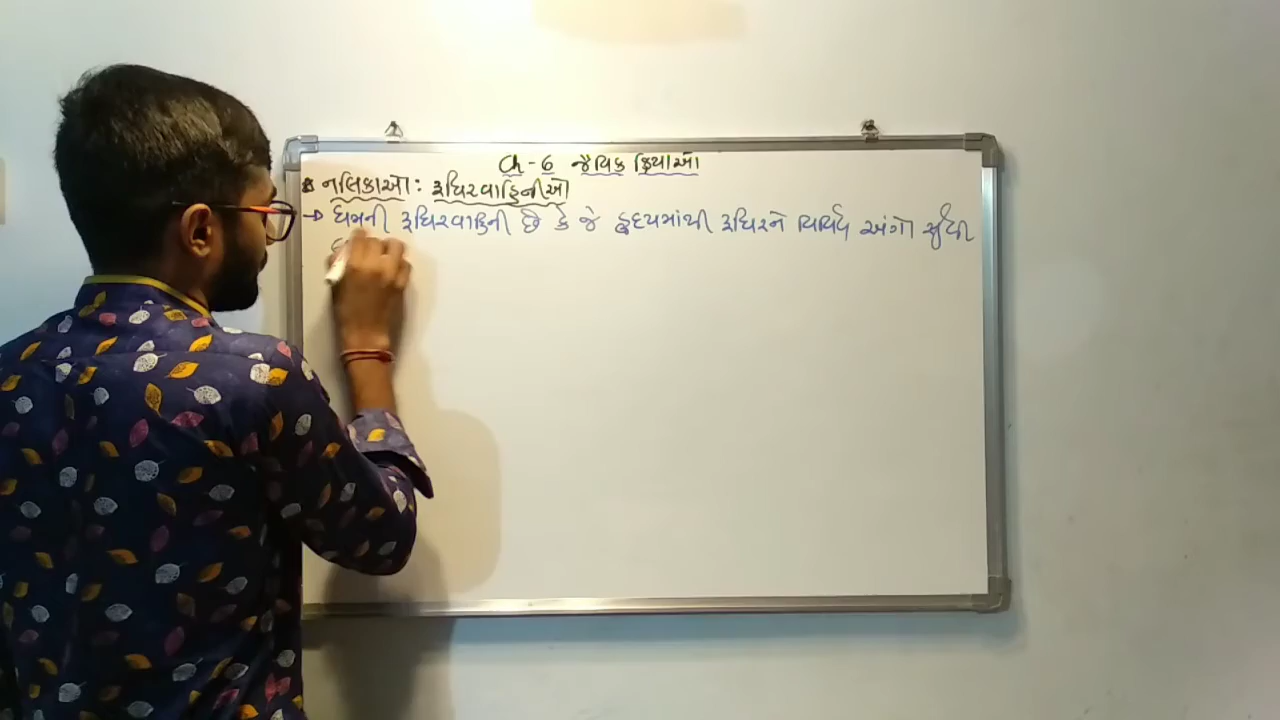 Ch-6 જૈવિક ક્રિયાઓ
નલિકાઓ: રુધિરવાહિનીઓ
→ ધમની રુધિરવાહિની છે કે જે હૃદયમાંથી રુધિરને વિવિધ અંગો સુધી